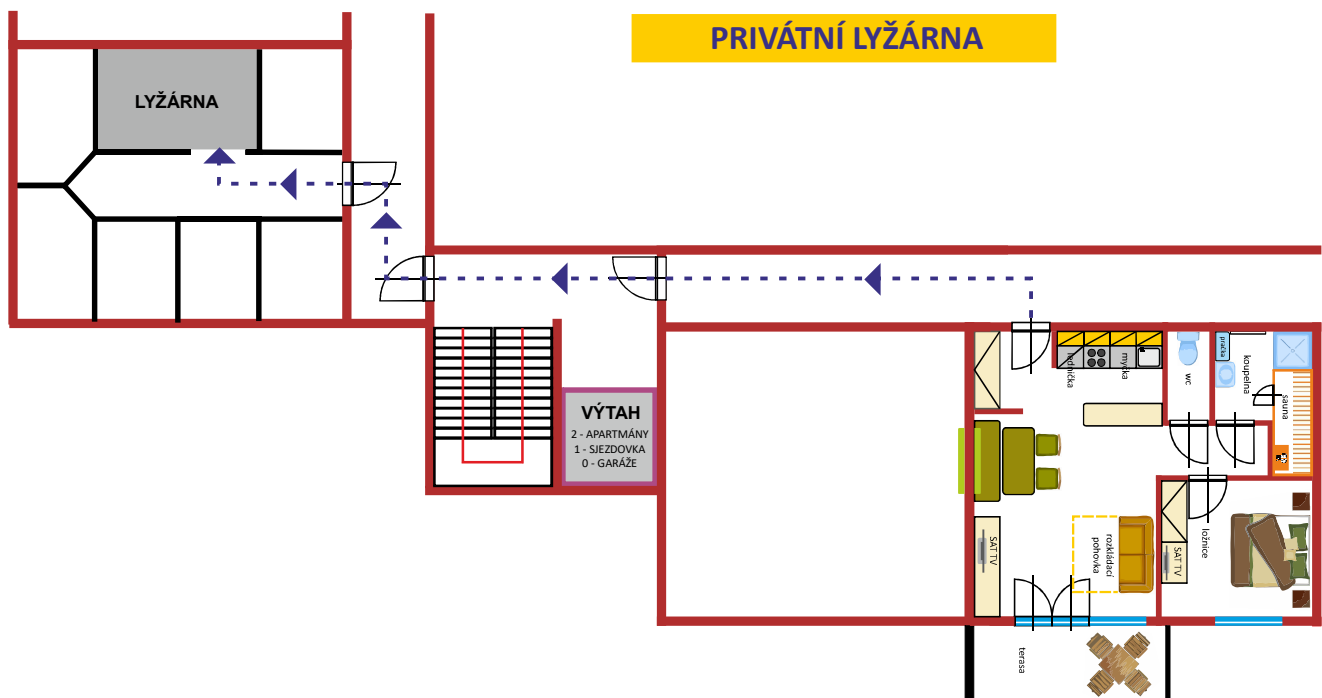 PRIVÁTNÍ LYŽÁRNA
LYŽÁRNA
VÝTAH
2 - APARTMÁNY
1 - SJEZDOVKA
0 - GARÁŽE
lednička
myčka
wc
pračka
koupelna
sauna
SAT TV
rozkládací
pohovka
SAT TV
ložnice
terasa